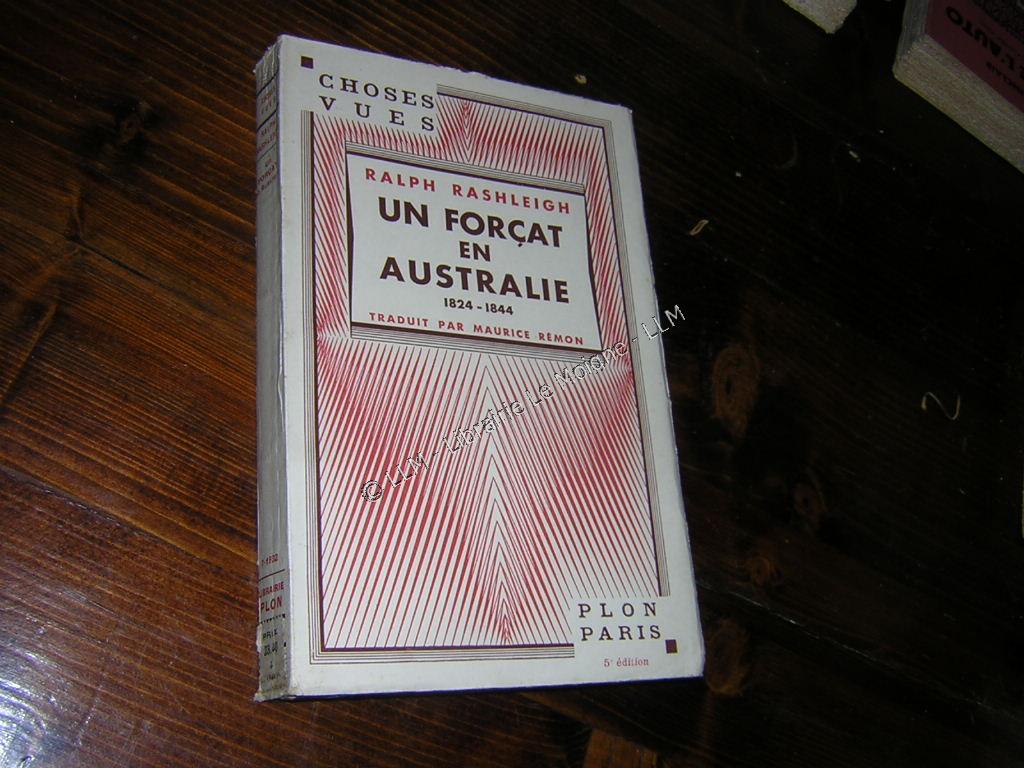 CHOSES
VUES
RALPH RASHLEIGH
UN FORÇAT
EN
AUSTRALIE
1824 - 1844
TRADUIT PAR MAURICE RÉMON
© LLM - Librairie Le Moigne - LLM
PLON
PARIS
5e édition
PLON
L'AUTO